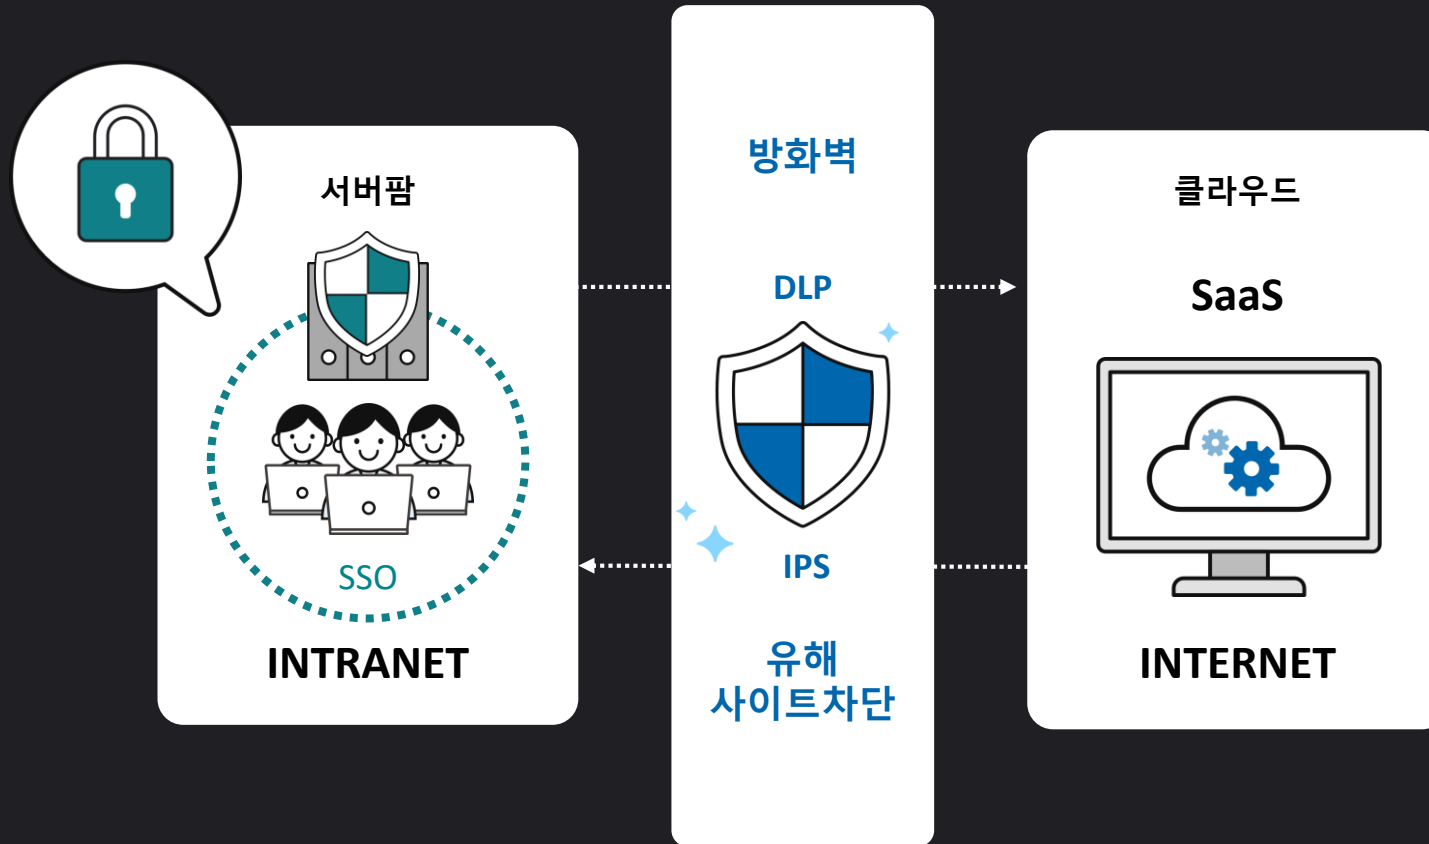 서버팜
SSO
INTRANET
방화벽
DLP
IPS
유해
사이트차단
클라우드
SaaS
INTERNET